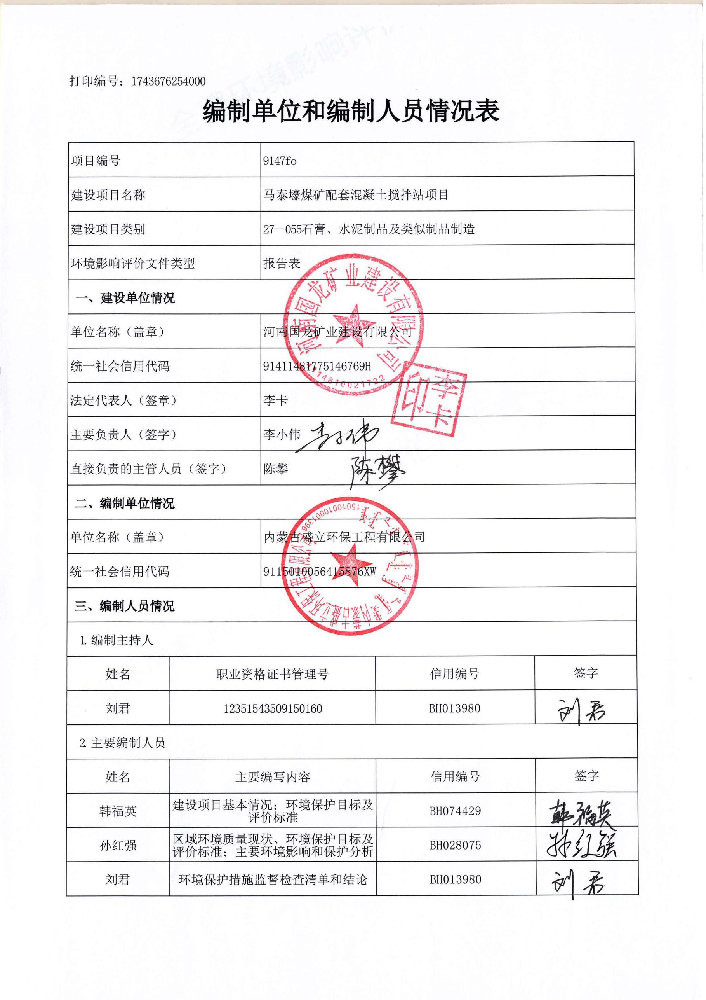 打印编号：1743676254000
编制单位和编制人员情况表
项目编号 9147fo
建设项目名称 马泰壕煤矿配套混凝土搅拌站项目
建设项目类别 27—055石膏、水泥制品及类似制品制造
环境影响评价文件类型 报告表
一、建设单位情况
单位名称（盖章） 河南国龙矿业建设有限公司
统一社会信用代码 91411481775146769H
法定代表人（签章） 李卡
主要负责人（签字） 李小伟 李小伟
直接负责的主管人员（签字） 陈攀 陈攀
河南国龙矿业建设有限公司
4114810021722
李卡印
二、编制单位情况
单位名称（盖章） 内蒙古盛立环保工程有限公司
统一社会信用代码 9115010056415876XW
内蒙古盛立环保工程有限公司
三、编制人员情况
1. 编制主持人
姓名 职业资格证书管理号 信用编号 签字
刘君 12351543509150160 BH013980 刘君
2. 主要编制人员
姓名 主要编写内容 信用编号 签字
韩福英 建设项目基本情况；环境保护目标及
评价标准 BH074429 韩福英
孙红强 区域环境质量现状、环境保护目标及
评价标准；主要环境影响和保护分析 BH028075 孙红强
刘君 环境保护措施监督检查清单和结论 BH013980 刘君